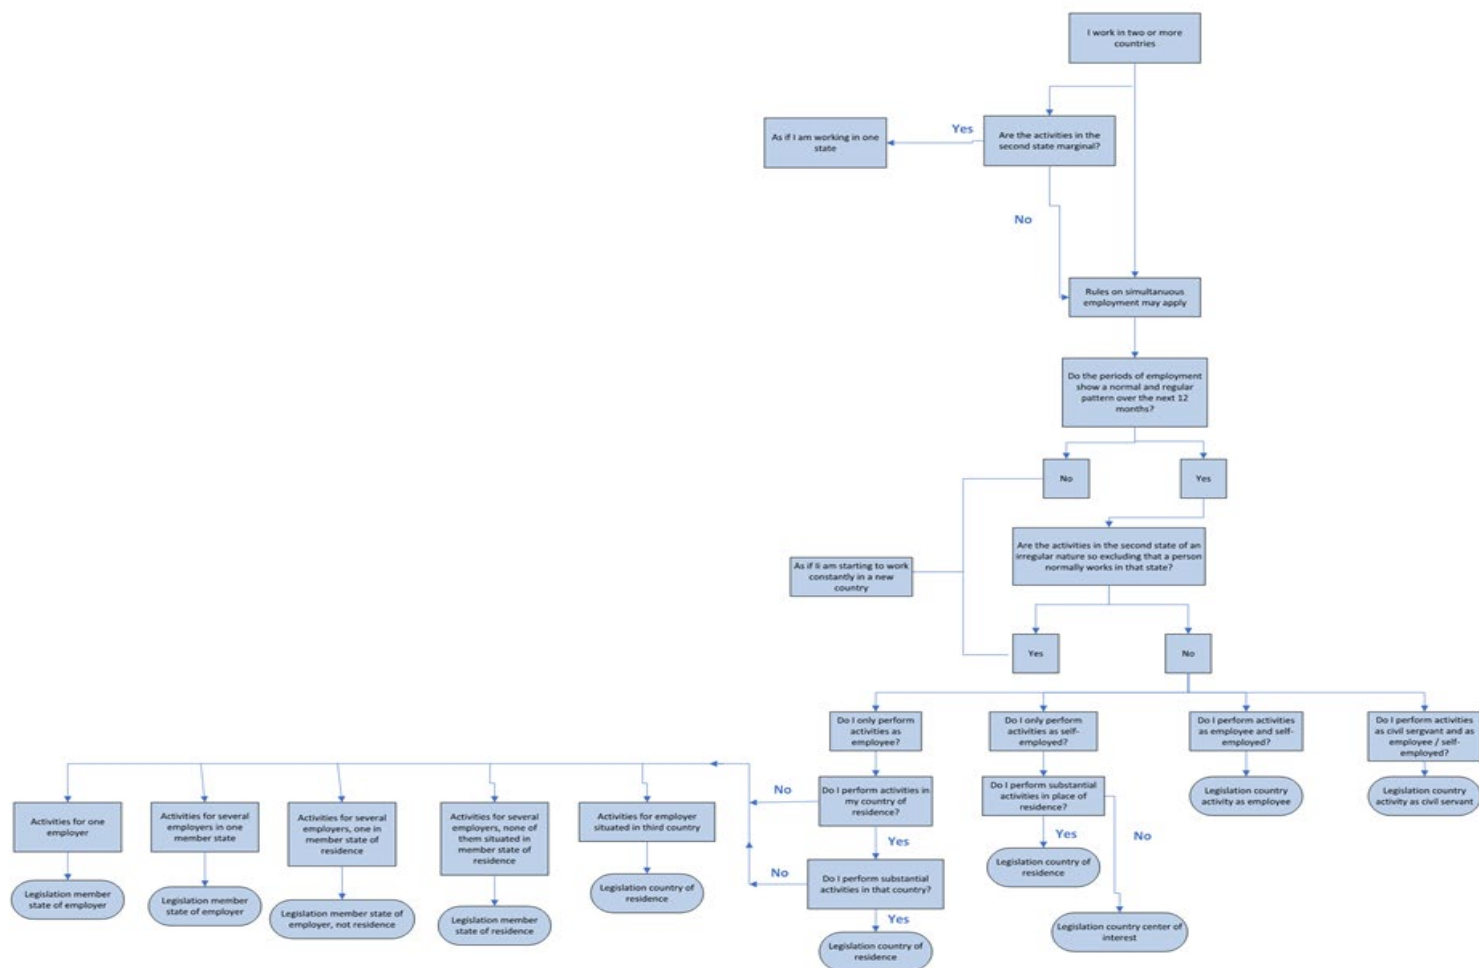 I work in two or more
countries
Yes
As if I am working in one
state
Are the activities in the
second state marginal?
No
Rules on simultanuous
employment may apply
Do the periods of employment
show a normal and regular
pattern over the next 12
months?
No
Yes
Are the activities in the second state of an
irregular nature so excluding that a person
normally works in that state?
As if Ii am starting to work
constantly in a new
country
Yes
No
Do I only perform
activities as
employee?
Do I only perform
activities as self-
employed?
Do I perform activities
as employee and self-
employed?
Do I perform activities
as civil sergvant and as
employee / self-
employed?
No
Do I perform activities in
my country of
residence?
Do I perform substantial
activities in place of
residence?
Legislation country
activity as employee
Legislation country
activity as civil servant
Activities for one
employer
Activities for several
employers in one
member state
Activities for several
employers, one in
member state of
residence
Activities for several
employers, none of
them situated in
member state of
residence
Activities for employer
situated in third country
Yes
Yes
No
No
Do I perform substantial
activities in that country?
Legislation country of
residence
Legislation member
state of employer
Legislation member
state of employer
Legislation member state of
employer, not residence
Legislation member
state of residence
Legislation country of
residence
Yes
Legislation country center of
interest
Legislation country of
residence